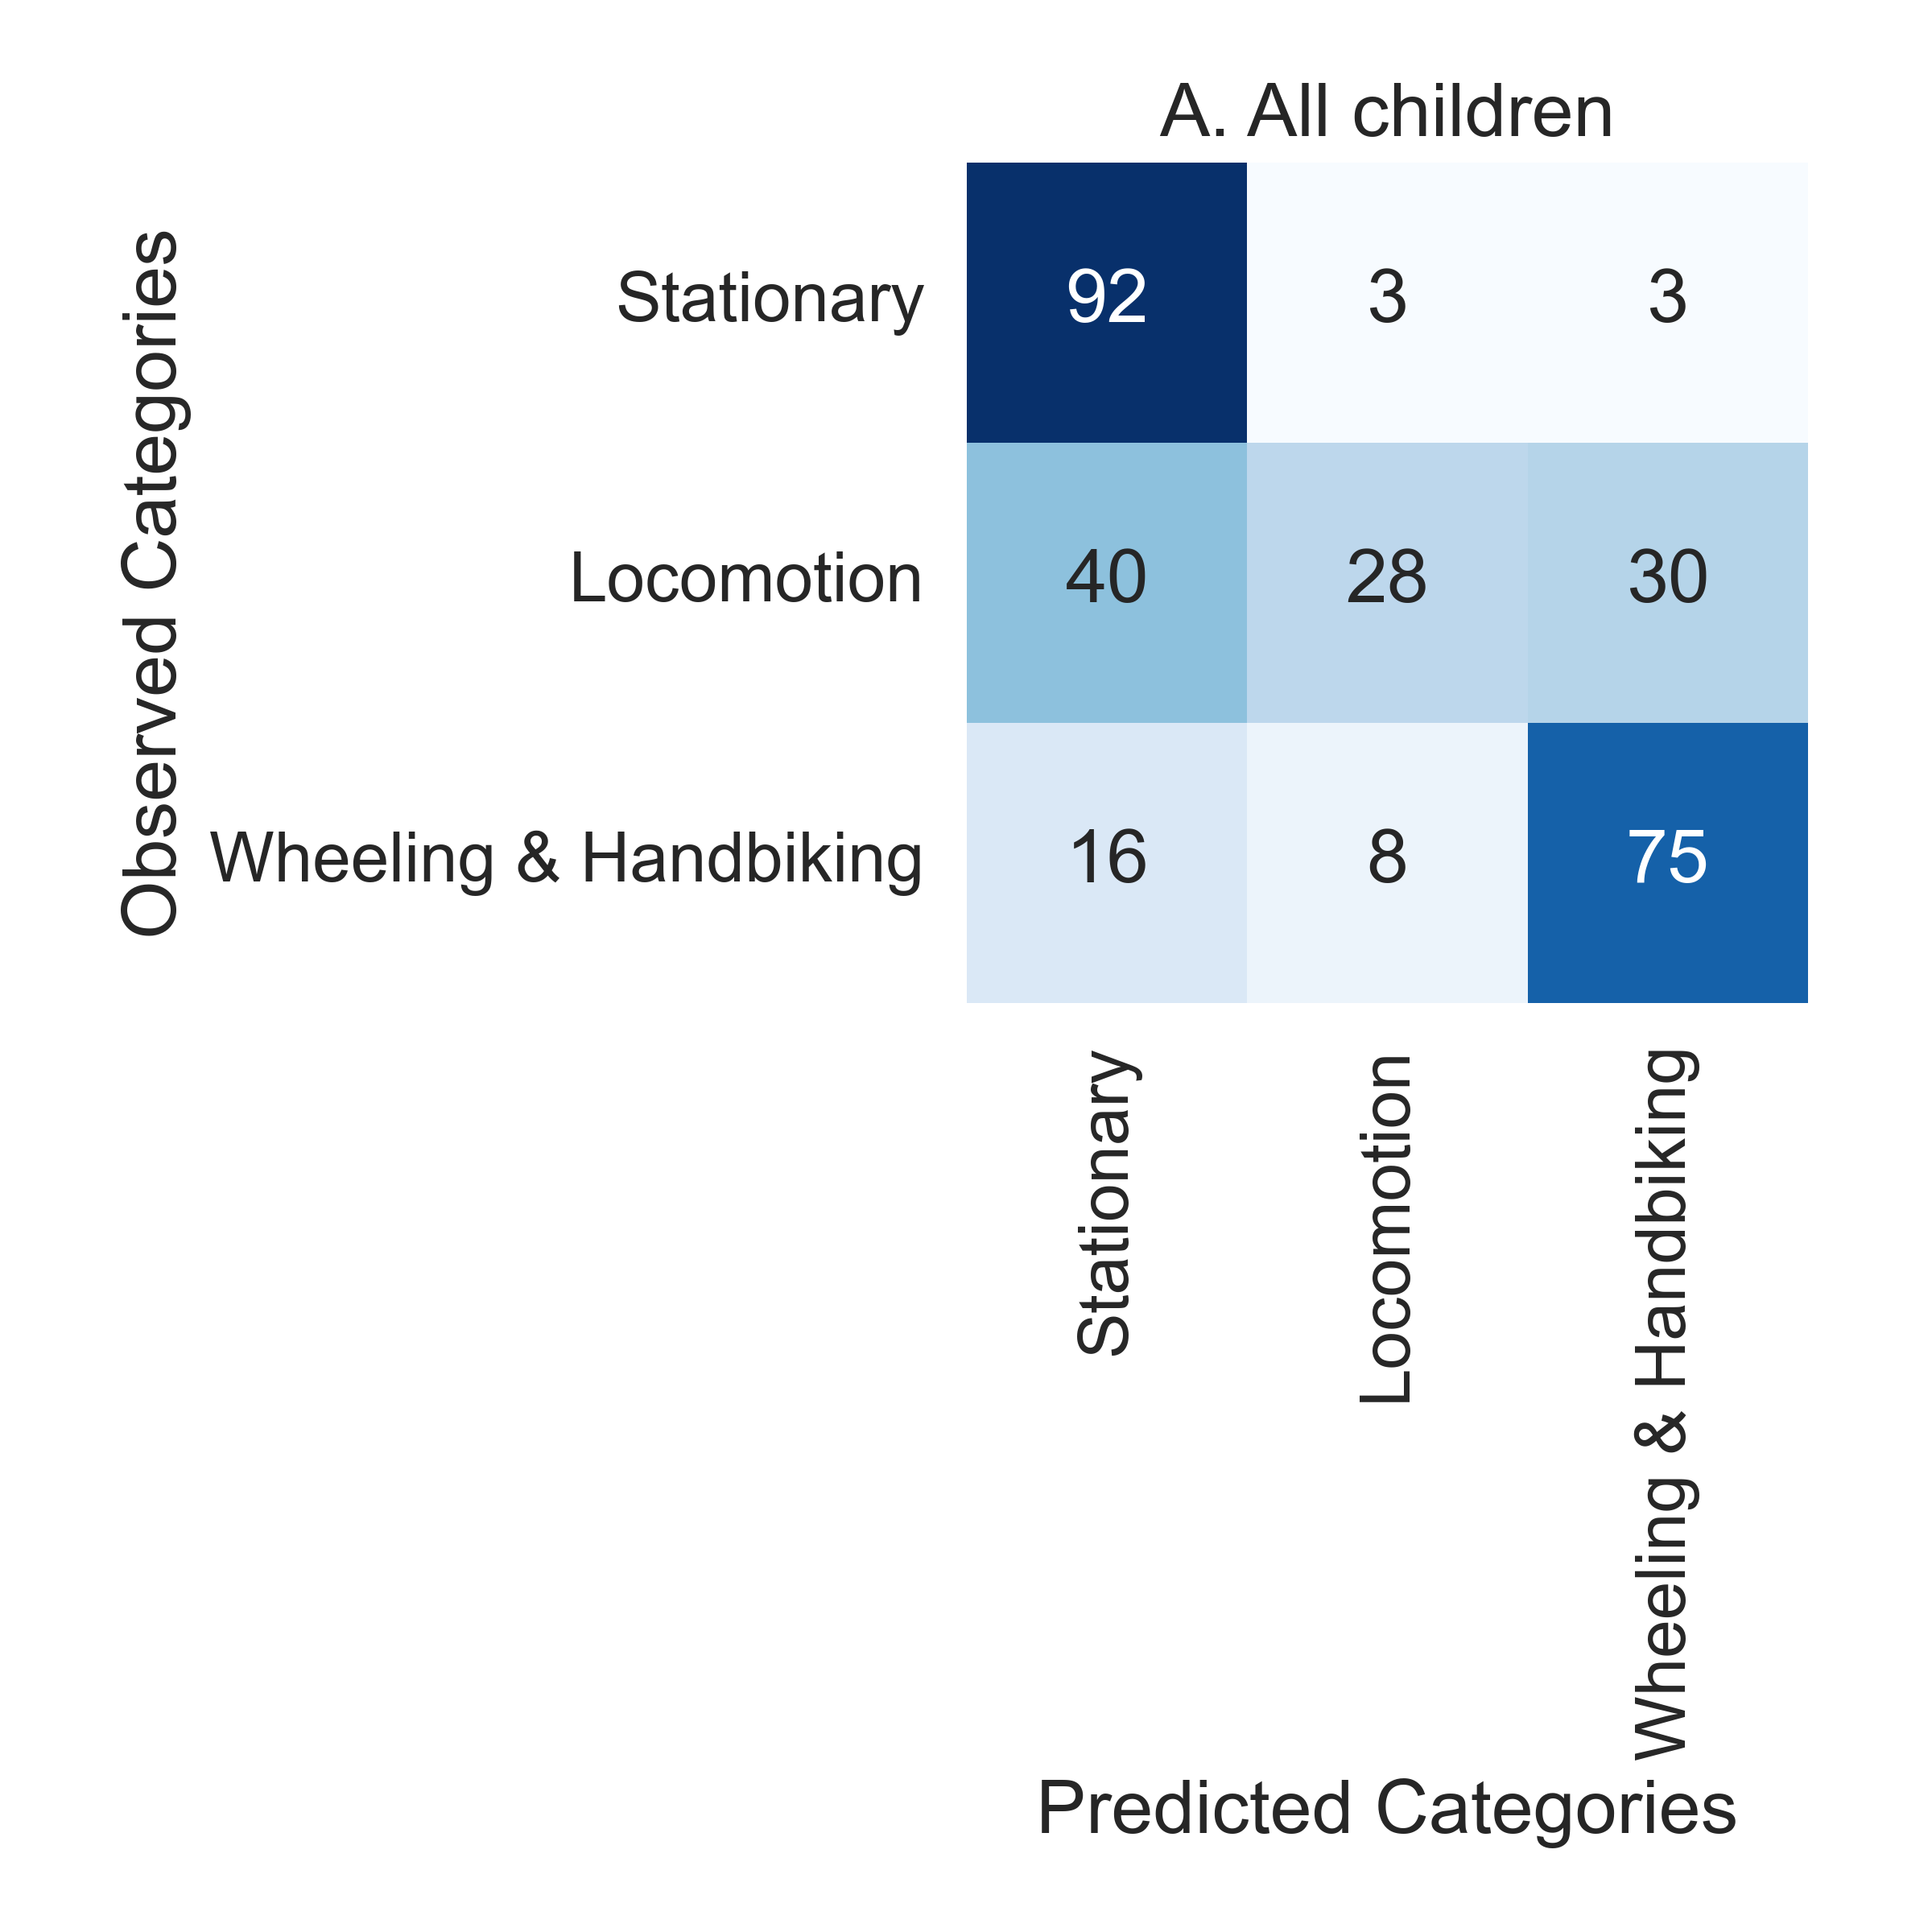 A. All children
Observed Categories
Stationary 92 3 3
Locomotion 40 28 30
Wheeling & Handbiking 16 8 75
Stationary
Locomotion
Wheeling & Handbiking
Predicted Categories